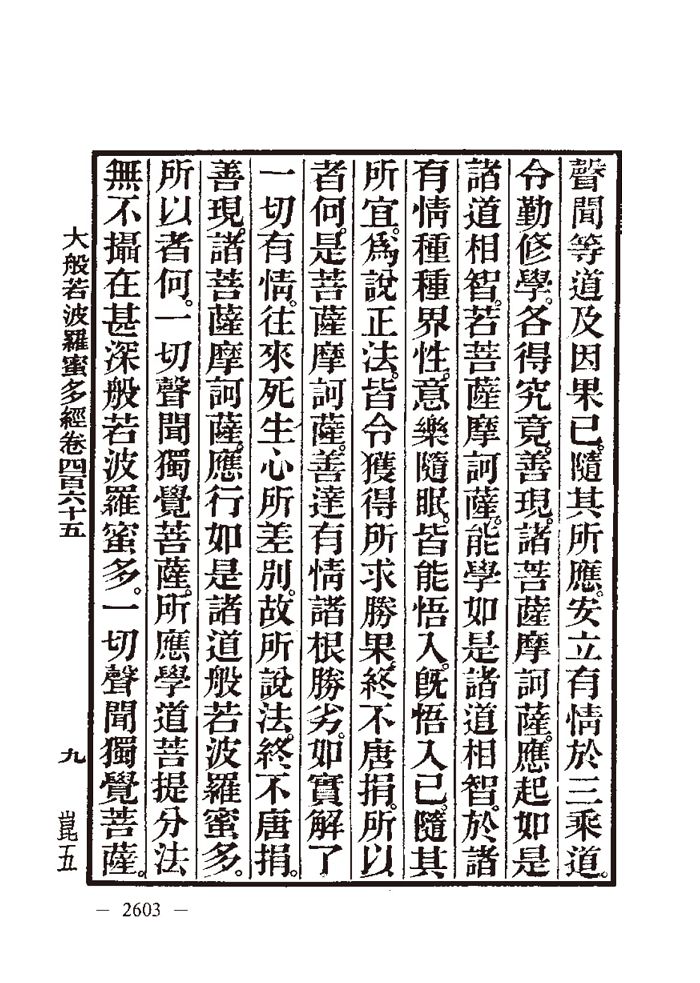 聲聞等道及因果已。隨其所應。安立有情於三乘道。
令勤修學。各得究竟。善現。諸菩薩摩訶薩。應起如是
諸道相智。若菩薩摩訶薩。能學如是諸道相智。於諸
有情種種界性。意樂隨眠。皆能悟入。既悟入已。隨其
所宜。為說正法。皆令獲得所求勝果。終不唐捐。所以
者何。是菩薩摩訶薩。善達有情諸根勝劣。如實解了
一切有情。往來死生心所差別。故所說法。終不唐捐。
善現。諸菩薩摩訶薩。應行如是諸道般若波羅蜜多。
所以者何。一切聲聞獨覺菩薩。所應學道菩提分法
無不攝在甚深般若波羅蜜多。一切聲聞獨覺菩薩。
大般若波羅蜜多經卷四百六十五 九 崑五
— 2603 —